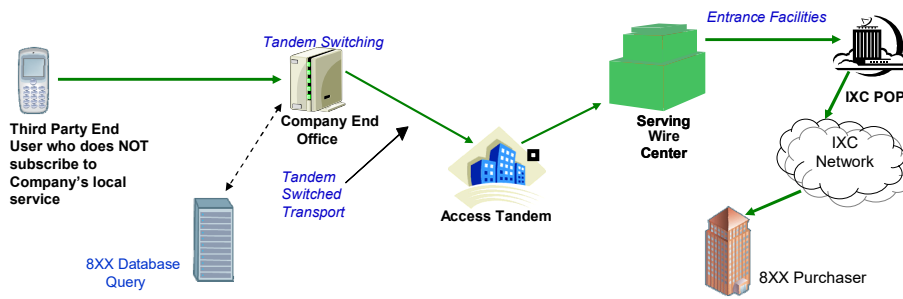 Tandem Switching
Entrance Facilities
Third Party End
User who does NOT
subscribe to
Company's local
service
Company End
Office
Tandem
Switched
Transport
8XX Database
Query
Access Tandem
Serving
Wire
Center
IXC POP
IXC
Network
8XX Purchaser